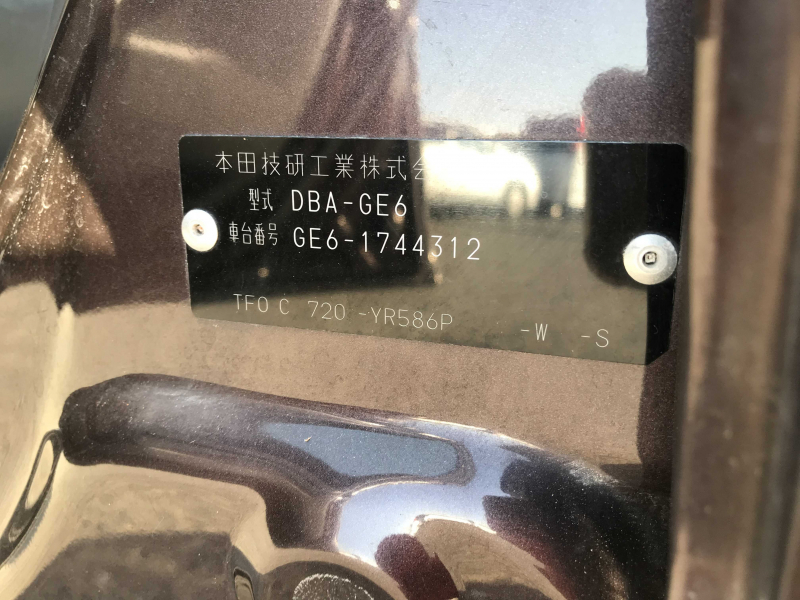 本田技研工業株式会
型式 DBA-GE6
車台番号 GE6-1744312
TF0 C 720 -YR586P -W -S